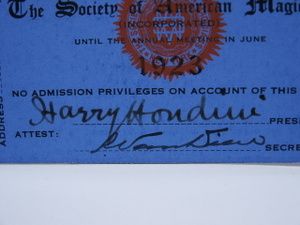 The Society of American Magic
(INCORPORATED)
UNTIL THE ANNUAL MEETING IN JUNE
1923
NO ADMISSION PRIVILEGES ON ACCOUNT OF THIS
Harry Houdini PRES
ATTEST:
SECRE
ADDRESS